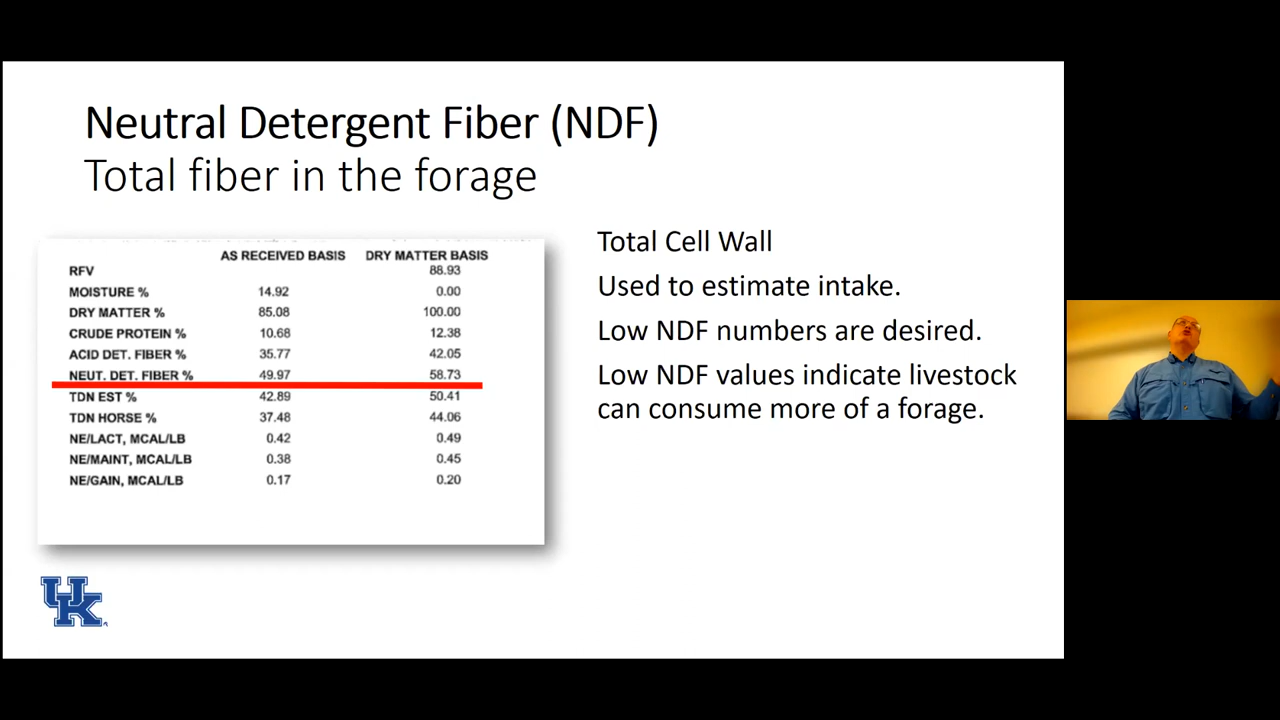 Neutral Detergent Fiber (NDF)
Total fiber in the forage
AS RECEIVED BASIS DRY MATTER BASIS
RFV 88.93
MOISTURE % 14.92 0.00
DRY MATTER % 85.08 100.00
CRUDE PROTEIN % 10.68 12.38
ACID DET. FIBER % 35.77 42.05
NEUT. DET. FIBER % 49.97 58.73
TDN EST % 42.89 50.41
TDN HORSE % 37.48 44.06
NE/LACT, MCAL/LB 0.42 0.49
NE/MAINT, MCAL/LB 0.38 0.45
NE/GAIN, MCAL/LB 0.17 0.20
Total Cell Wall
Used to estimate intake.
Low NDF numbers are desired.
Low NDF values indicate livestock
can consume more of a forage.
UK